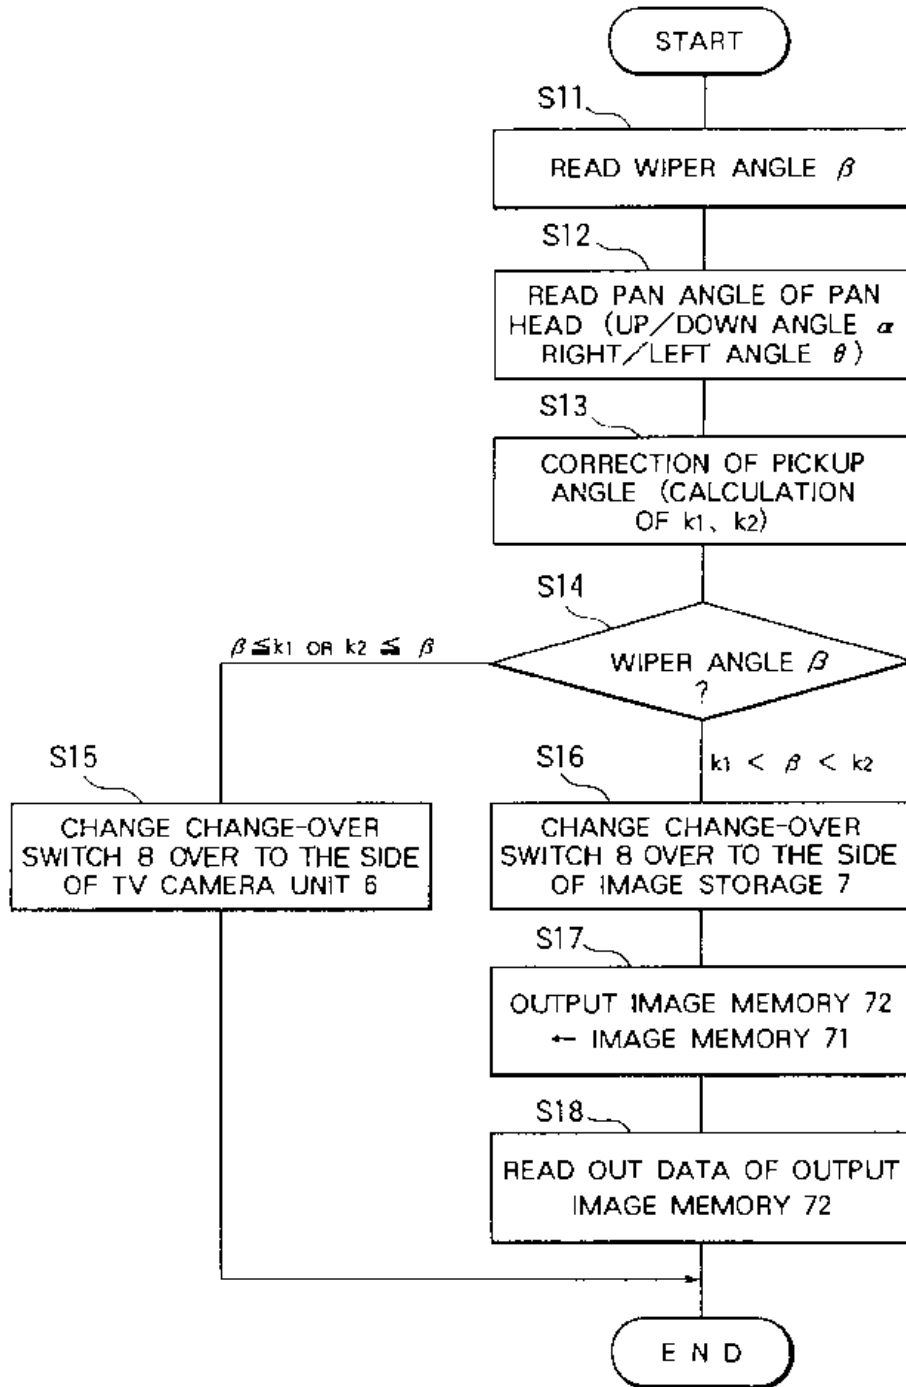 START
S11
READ WIPER ANGLE β
S12
READ PAN ANGLE OF PAN
HEAD (UP/DOWN ANGLE α
RIGHT/LEFT ANGLE θ)
S13
CORRECTION OF PICKUP
ANGLE (CALCULATION
OF k1、k2)
S14
WIPER ANGLE β
?
β≦k1 OR k2 ≦ β
k1 < β < k2
S15
CHANGE CHANGE-OVER
SWITCH 8 OVER TO THE SIDE
OF TV CAMERA UNIT 6
S16
CHANGE CHANGE-OVER
SWITCH 8 OVER TO THE SIDE
OF IMAGE STORAGE 7
S17
OUTPUT IMAGE MEMORY 72
← IMAGE MEMORY 71
S18
READ OUT DATA OF OUTPUT
IMAGE MEMORY 72
END